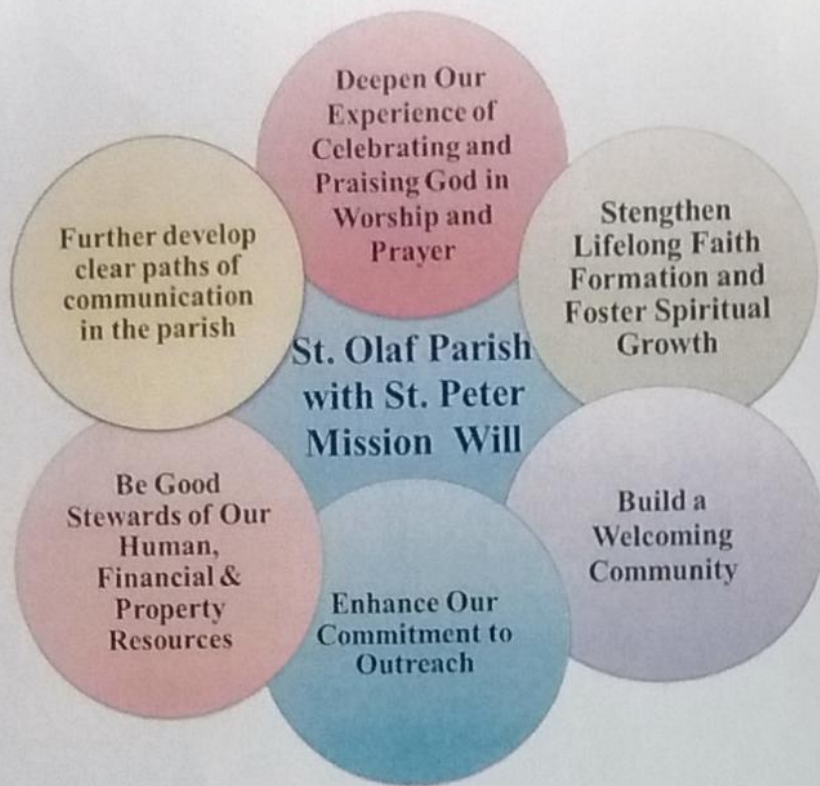 Deepen Our
Experience of
Celebrating and
Praising God in
Worship and
Prayer
Stengthen
Lifelong Faith
Formation and
Foster Spiritual
Growth
Build a
Welcoming
Community
Enhance Our
Commitment to
Outreach
Be Good
Stewards of Our
Human,
Financial &
Property
Resources
Further develop
clear paths of
communication
in the parish
St. Olaf Parish
with St. Peter
Mission Will